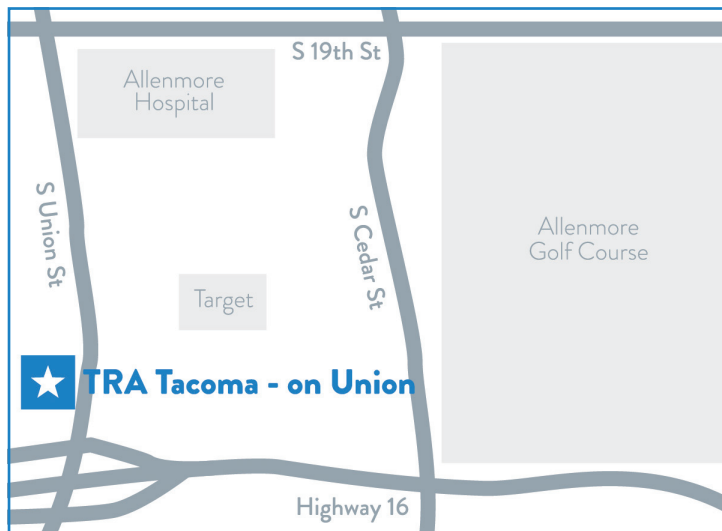 S 19th St
Allenmore
Hospital
S Union St
S Cedar St
Allenmore
Golf Course
Target
TRA Tacoma - on Union
Highway 16